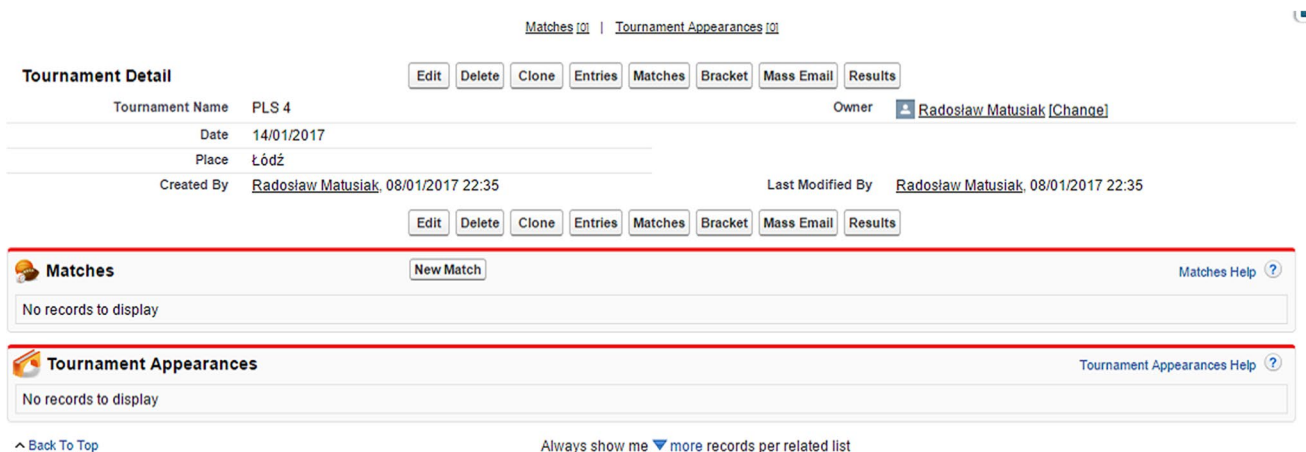 Matches [0] | Tournament Appearances [0]
Tournament Detail Edit Delete Clone Entries Matches Bracket Mass Email Results
Tournament Name PLS 4 Owner Radosław Matusiak [Change]
Date 14/01/2017
Place Łódź
Created By Radosław Matusiak, 08/01/2017 22:35 Last Modified By Radosław Matusiak, 08/01/2017 22:35
Edit Delete Clone Entries Matches Bracket Mass Email Results
Matches New Match Matches Help ?
No records to display
Tournament Appearances Tournament Appearances Help ?
No records to display
Back To Top Always show me more records per related list